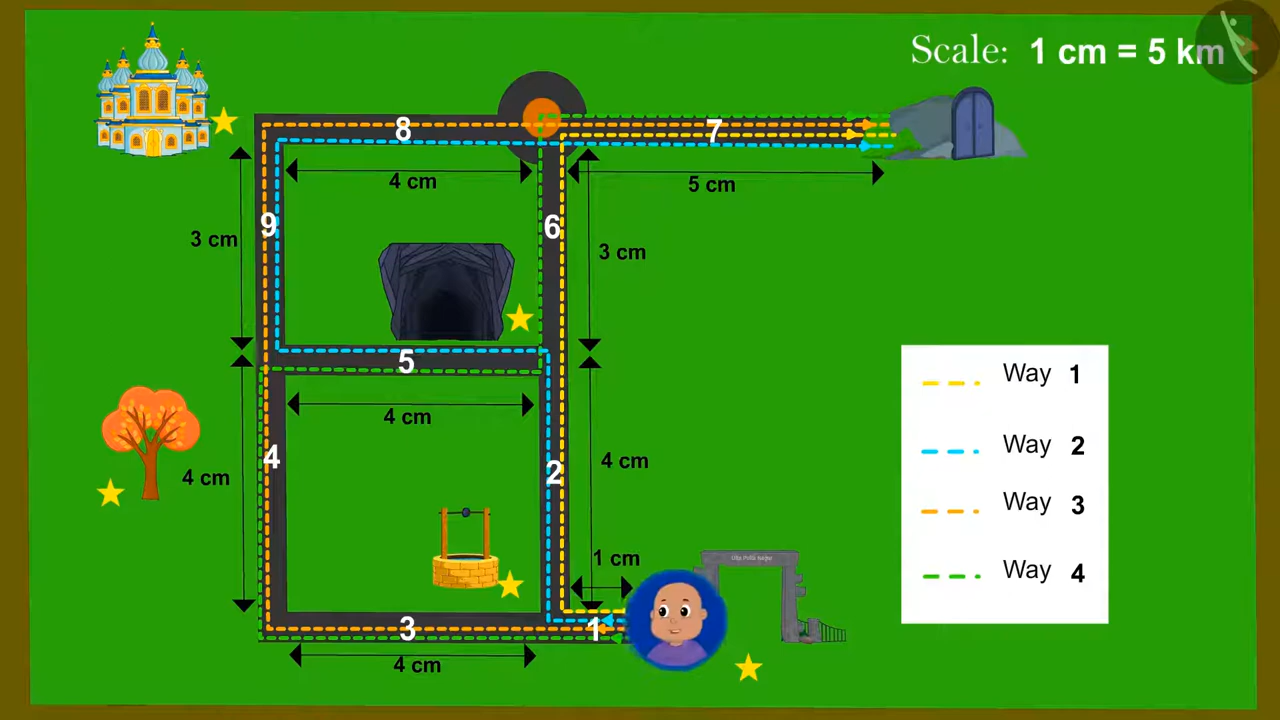 Scale: 1 cm = 5 km
8
7
4 cm
5 cm
9
6
3 cm
3 cm
5
4 cm
Way 1
Way 2
Way 3
Way 4
4
2
4 cm
4 cm
1 cm
3
1
4 cm